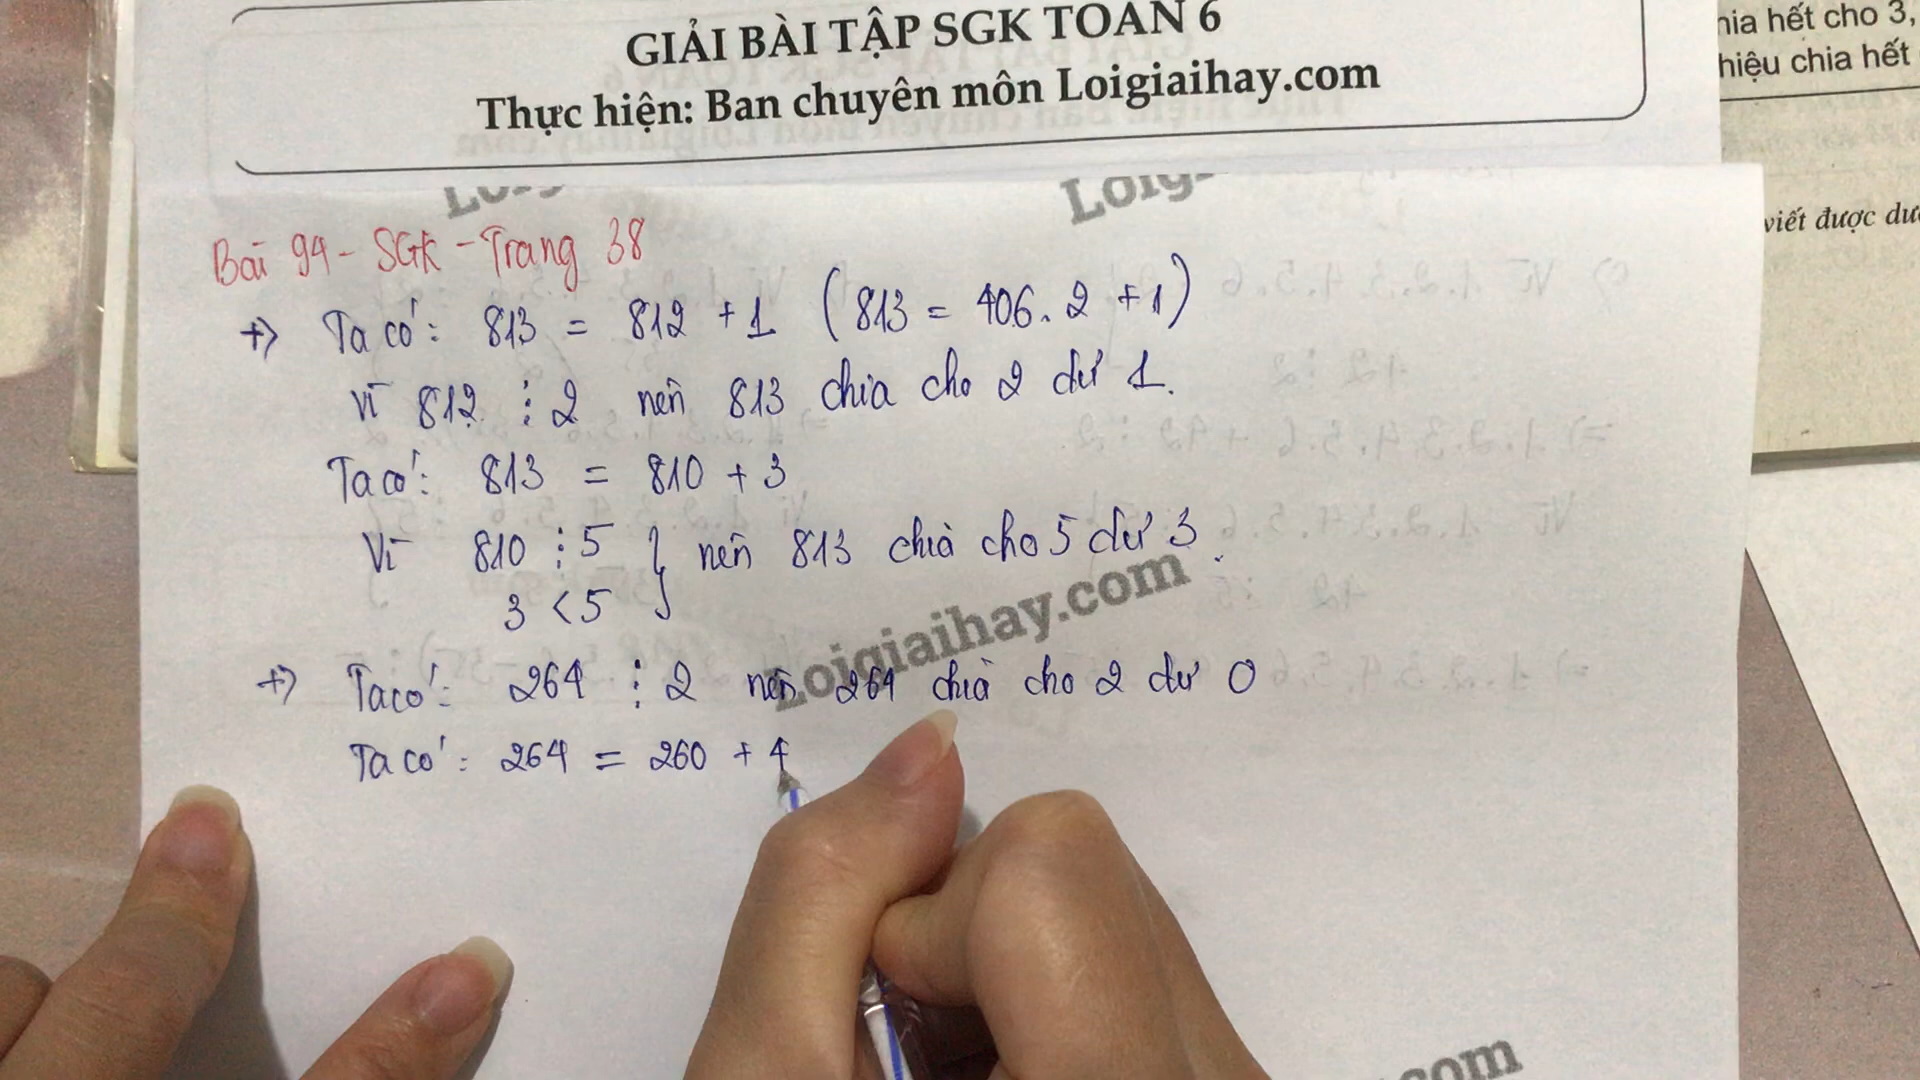 GIẢI BÀI TẬP SGK TOÁN 6
Thực hiện: Ban chuyên môn Loigiaihay.com
hia hết cho 3,
hiệu chia hết
viết được dư
Bài 94 - SGK - Trang 38
+) Ta có: 813 = 812 + 1 (813 = 406.2 + 1)
Vì 812 ⋮ 2 nên 813 chia cho 2 dư 1.
Ta có: 813 = 810 + 3
Vì 810 ⋮ 5 } nên 813 chia cho 5 dư 3.
3 < 5
Loigiaihay.com
+) Ta có: 264 ⋮ 2 nên 264 chia cho 2 dư 0
Ta có: 264 = 260 + 4